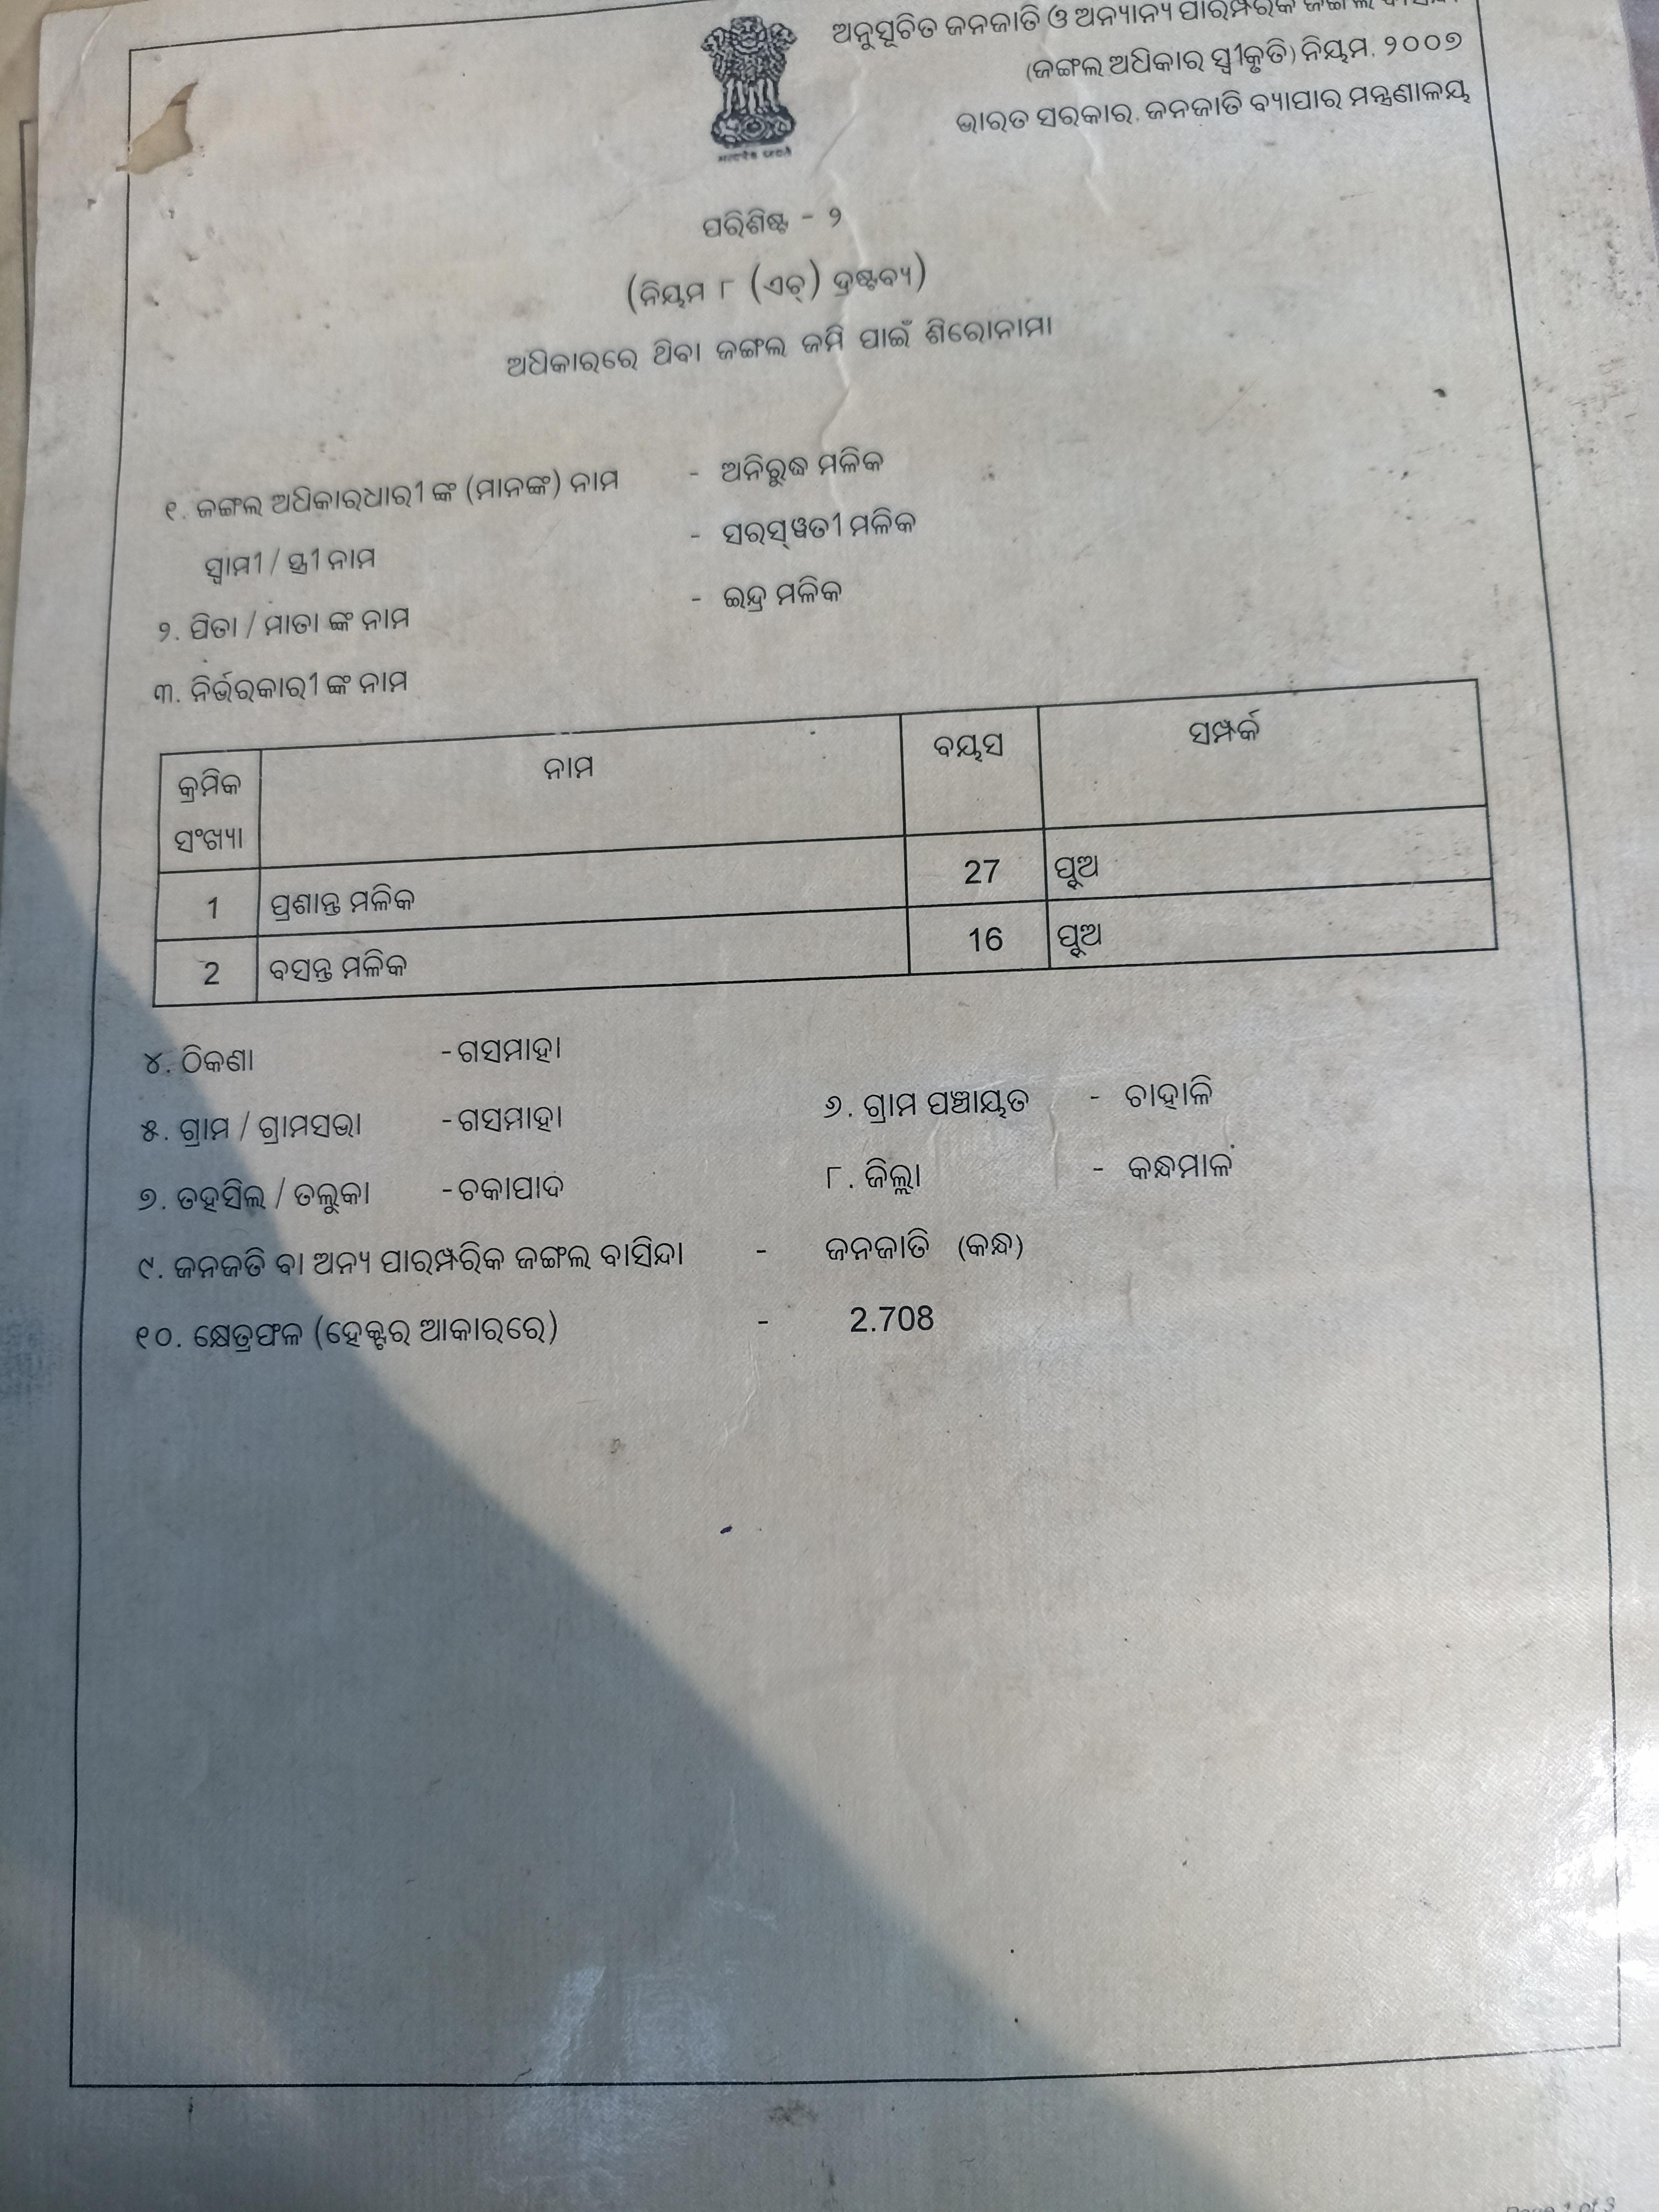 ଅନୁସୂଚିତ ଜନଜାତି ଓ ଅନ୍ୟାନ୍ୟ ପାରମ୍ପରିକ ଜଙ୍ଗଲ
(ଜଙ୍ଗଲ ଅଧିକାର ସ୍ୱୀକୃତି) ନିୟମ, ୨୦୦୭
ଭାରତ ସରକାର, ଜନଜାତି ବ୍ୟାପାର ମନ୍ତ୍ରଣାଳୟ
ପରିଶିଷ୍ଟ - ୨
(ନିୟମ ୮ (ଏଚ୍) ଦ୍ରଷ୍ଟବ୍ୟ)
ଅଧିକାରରେ ଥିବା ଜଙ୍ଗଲ ଜମି ପାଇଁ ଶିରୋନାମା
୧. ଜଙ୍ଗଲ ଅଧିକାରଧାରୀ ଙ୍କ (ମାନଙ୍କ) ନାମ - ଅନିରୁଦ୍ଧ ମଳିକ
ସ୍ୱାମୀ / ସ୍ତ୍ରୀ ନାମ - ସରସ୍ୱତୀ ମଳିକ
୨. ପିତା / ମାତା ଙ୍କ ନାମ - ଇନ୍ଦ୍ର ମଳିକ
୩. ନିର୍ଭରକାରୀ ଙ୍କ ନାମ
କ୍ରମିକ ସଂଖ୍ୟା ନାମ ବୟସ ସମ୍ପର୍କ
1 ପ୍ରଶାନ୍ତ ମଳିକ 27 ପୁଅ
2 ବସନ୍ତ ମଳିକ 16 ପୁଅ
୪. ଠିକଣା - ଗସମାହା
୫. ଗ୍ରାମ / ଗ୍ରାମସଭା - ଗସମାହା ୬. ଗ୍ରାମ ପଞ୍ଚାୟତ - ଚାହାଳି
୭. ତହସିଲ / ତଲୁକା - ଚକାପାଦ ୮. ଜିଲ୍ଲା - କନ୍ଧମାଳ
୯. ଜନଜତି ବା ଅନ୍ୟ ପାରମ୍ପରିକ ଜଙ୍ଗଲ ବାସିନ୍ଦା - ଜନଜାତି (କନ୍ଧ)
୧୦. କ୍ଷେତ୍ରଫଳ (ହେକ୍ଟର ଆକାରରେ) - 2.708